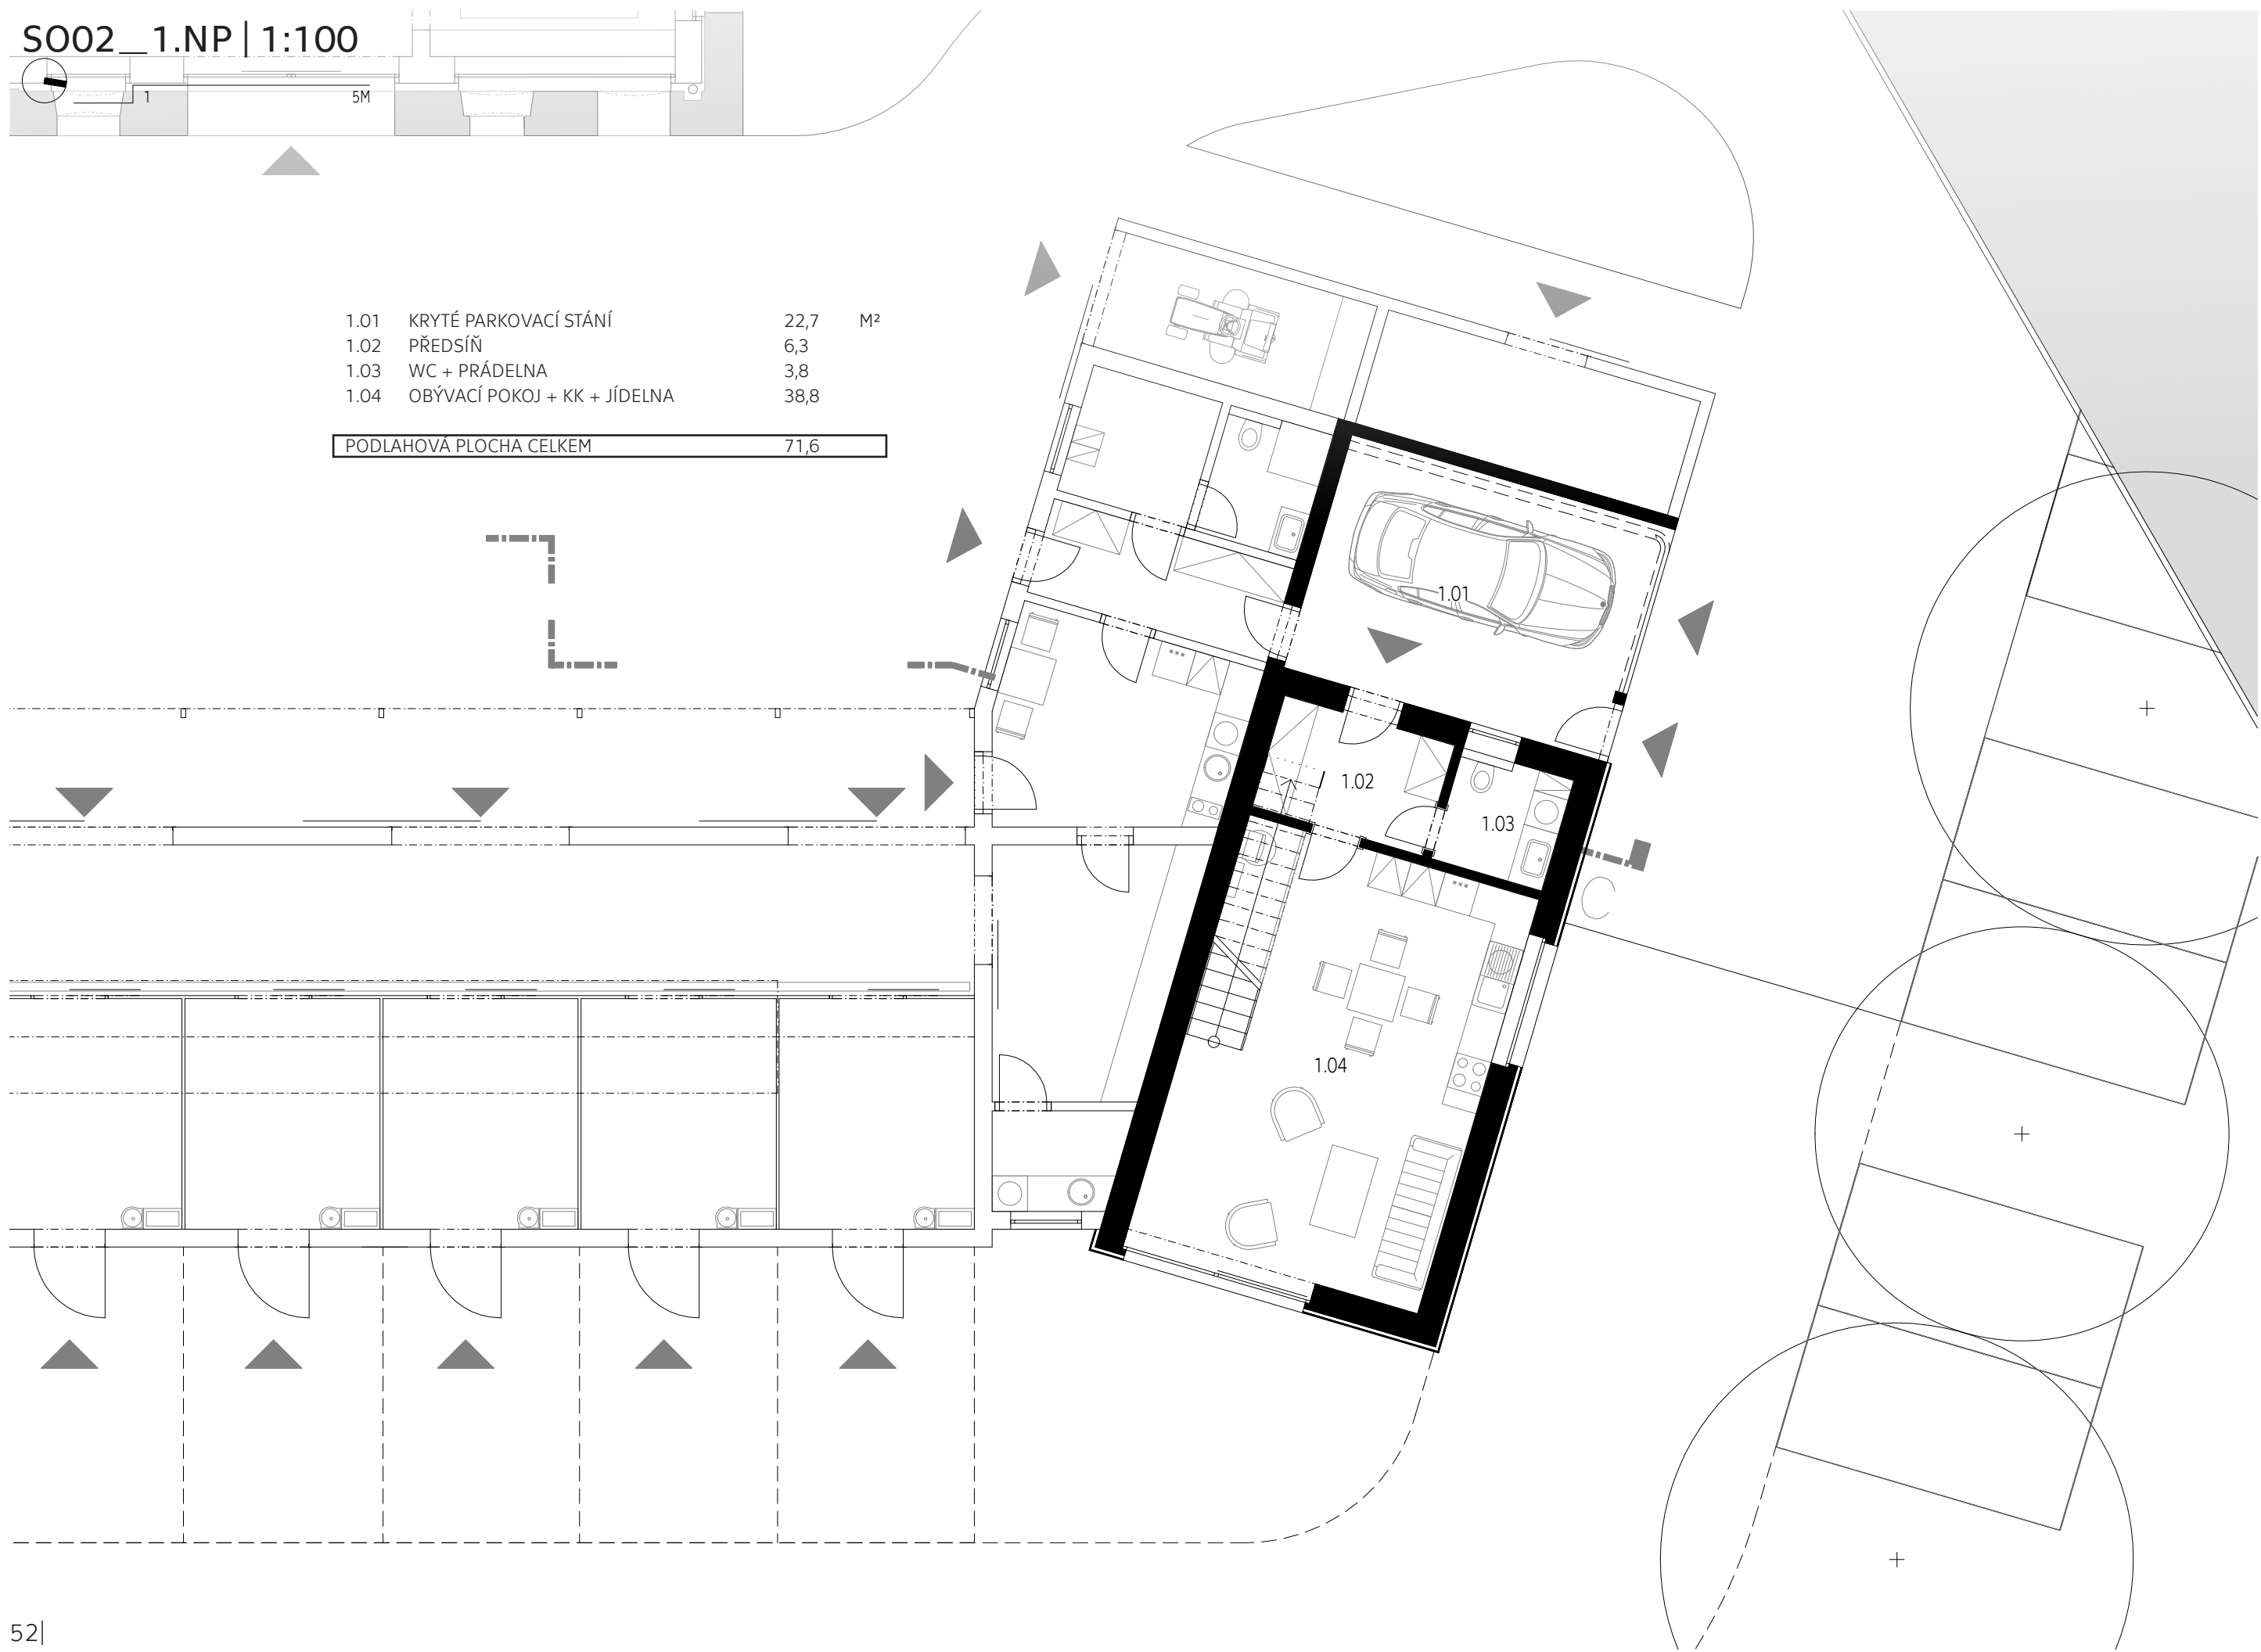 SO02_1.NP | 1:100
1 5M
1.01 KRYTÉ PARKOVACÍ STÁNÍ 22,7 M²
1.02 PŘEDSÍŇ 6,3
1.03 WC + PRÁDELNA 3,8
1.04 OBÝVACÍ POKOJ + KK + JÍDELNA 38,8
PODLAHOVÁ PLOCHA CELKEM 71,6
1.01
1.02
1.03
C
1.04
52|